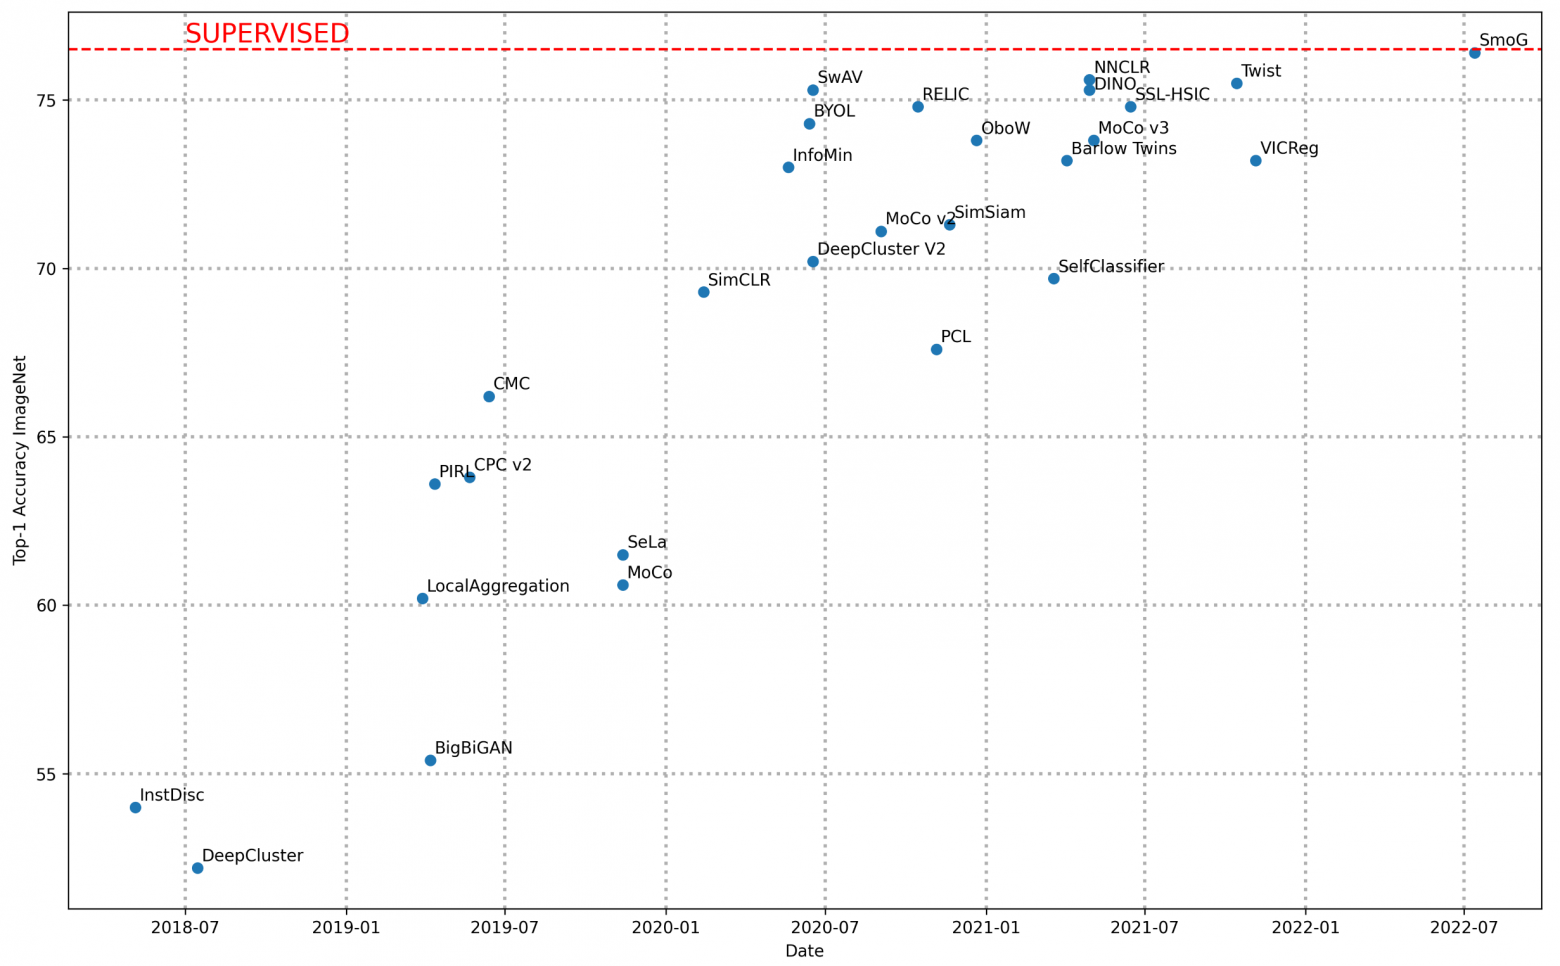 SUPERVISED
SmoG
NNCLR
Twist
SwAV
DINO
RELIC
SSL-HSIC
BYOL
OboW
MoCo v3
InfoMin
Barlow Twins
VICReg
MoCo v2
SimSiam
DeepCluster V2
SelfClassifier
SimCLR
PCL
CMC
PIRL
CPC v2
SeLa
MoCo
LocalAggregation
BigBiGAN
InstDisc
DeepCluster
75
70
65
60
55
Top-1 Accuracy ImageNet
2018-07
2019-01
2019-07
2020-01
2020-07
2021-01
2021-07
2022-01
2022-07
Date